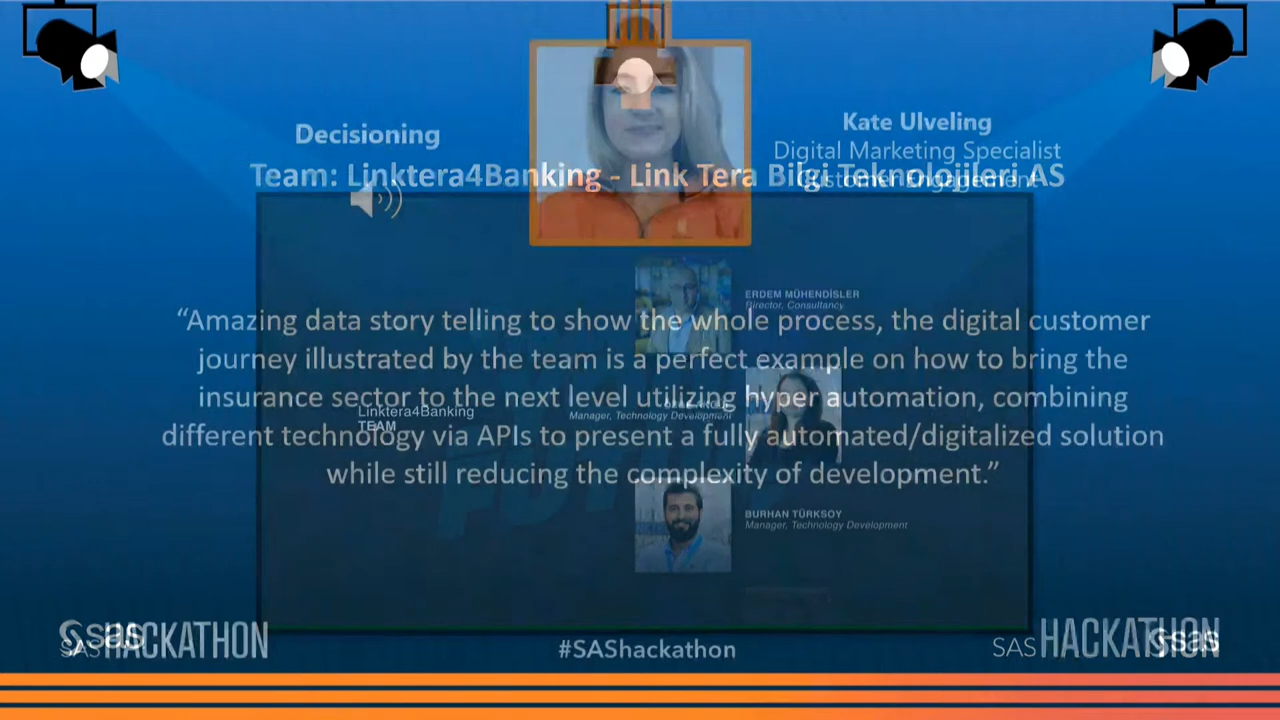 Decisioning
Kate Ulveling
Digital Marketing Specialist
Customer Engagement
Team: Linktera4Banking - Link Tera Bilgi Teknolojileri AS
ERDEM MÜHENDİSLER
Director, Consultancy
“Amazing data story telling to show the whole process, the digital customer
journey illustrated by the team is a perfect example on how to bring the
insurance sector to the next level utilizing hyper automation, combining
different technology via APIs to present a fully automated/digitalized solution
while still reducing the complexity of development.”
Linktera4Banking
TEAM
Manager, Technology Development
BURHAN TÜRKSOY
Manager, Technology Development
sas
SAS HACKATHON
#SAShackathon
SAS HACKATHON
sas